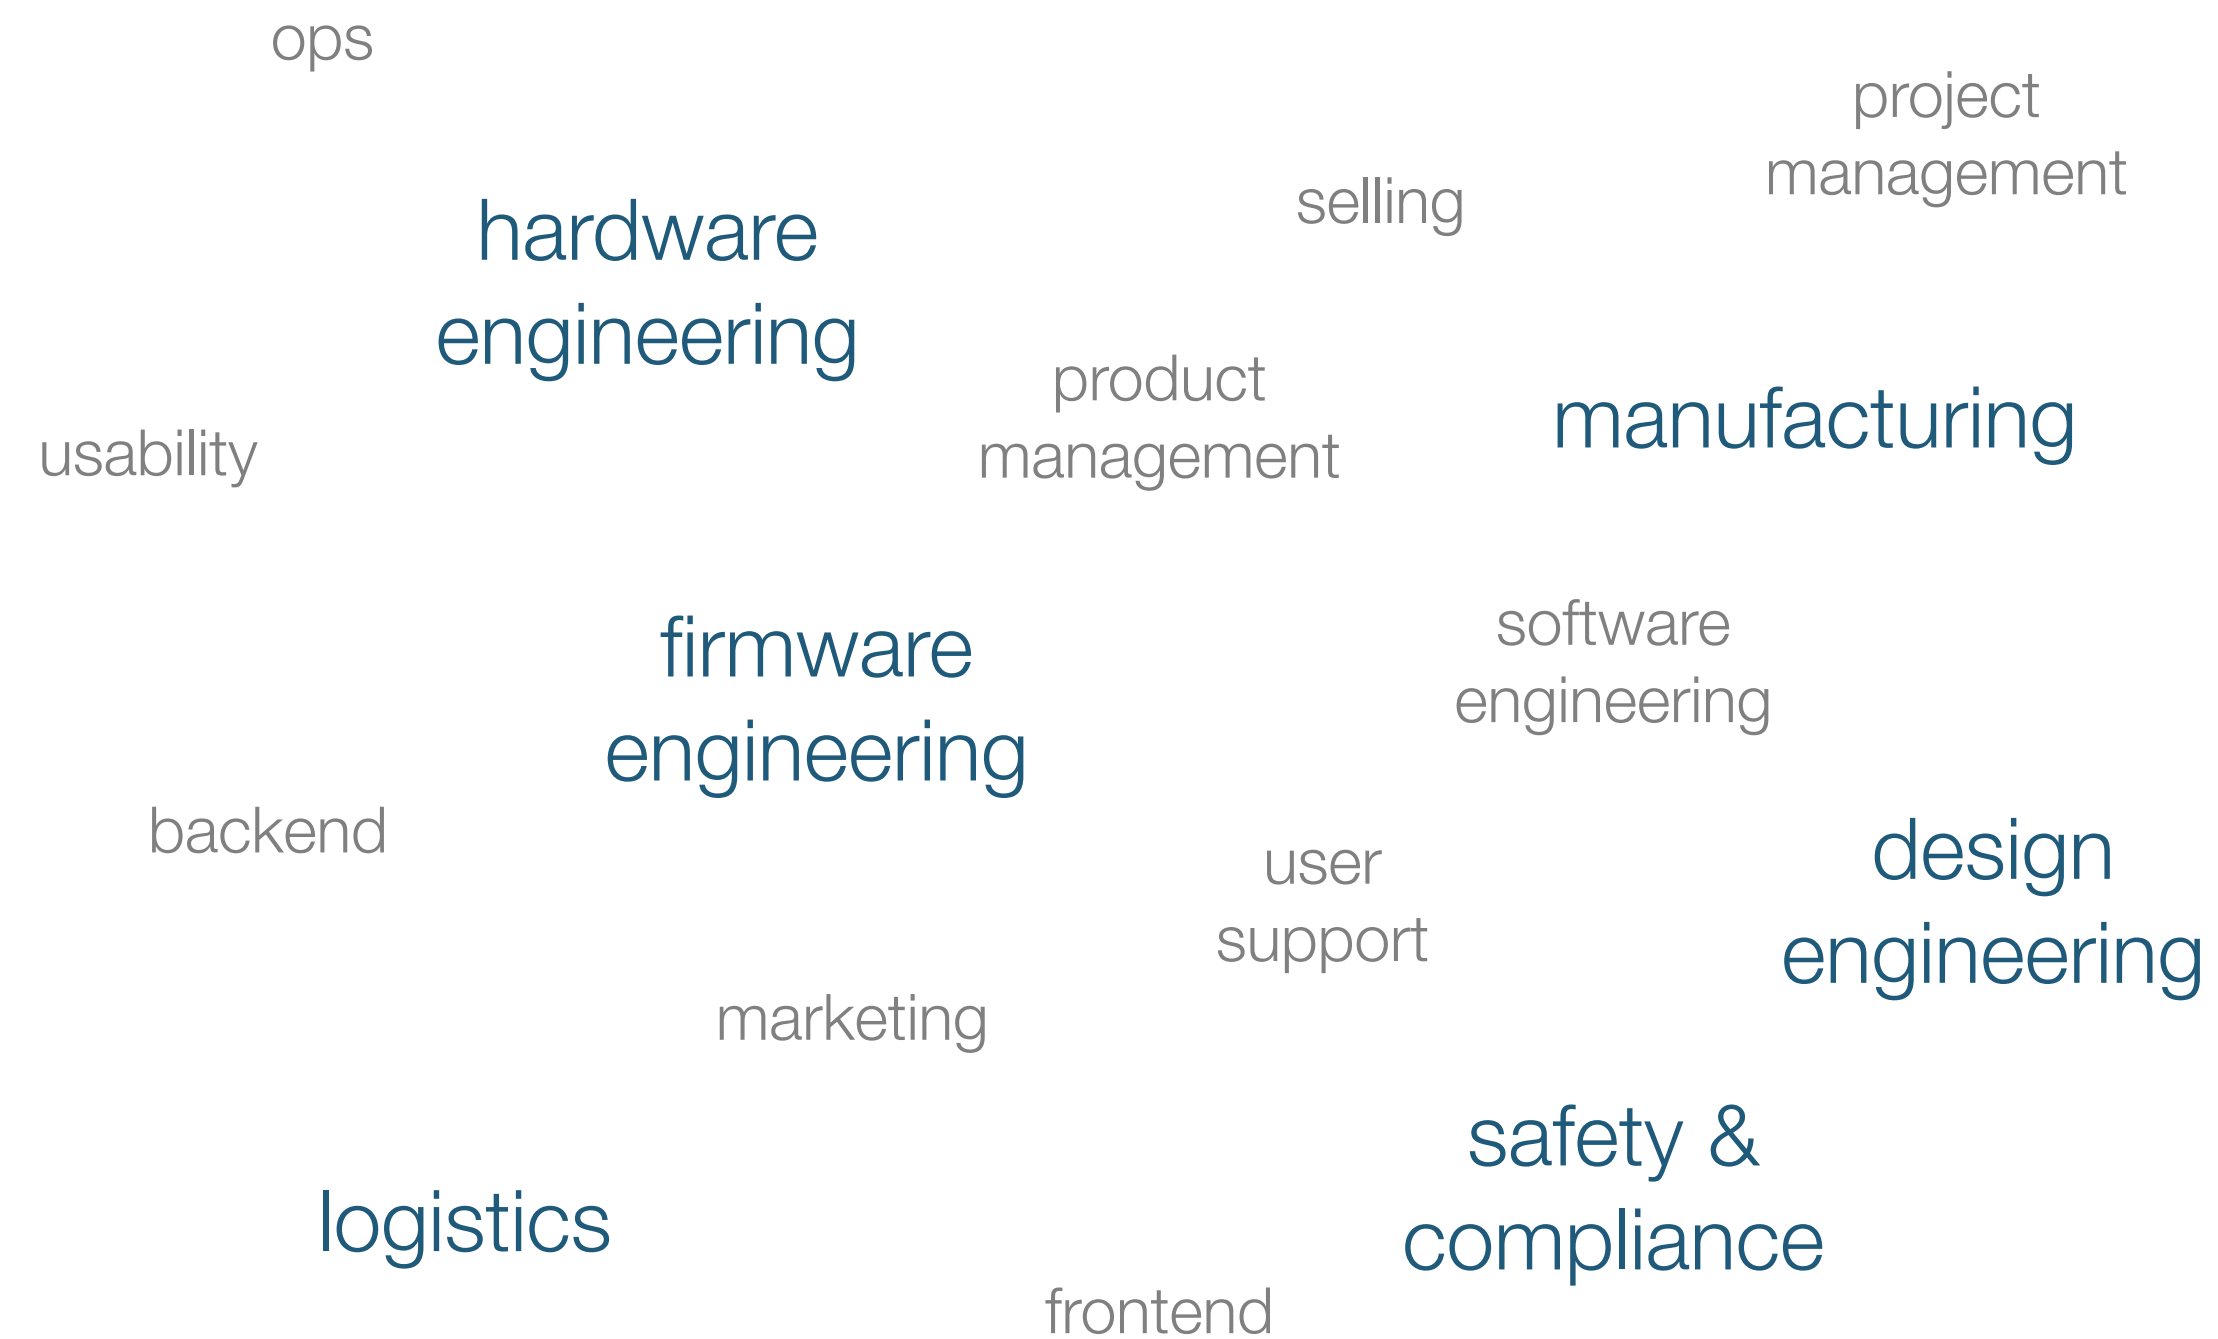 ops
project
management
selling
hardware
engineering
product
management
manufacturing
usability
firmware
engineering
software
engineering
backend
user
support
design
engineering
marketing
safety &
compliance
logistics
frontend